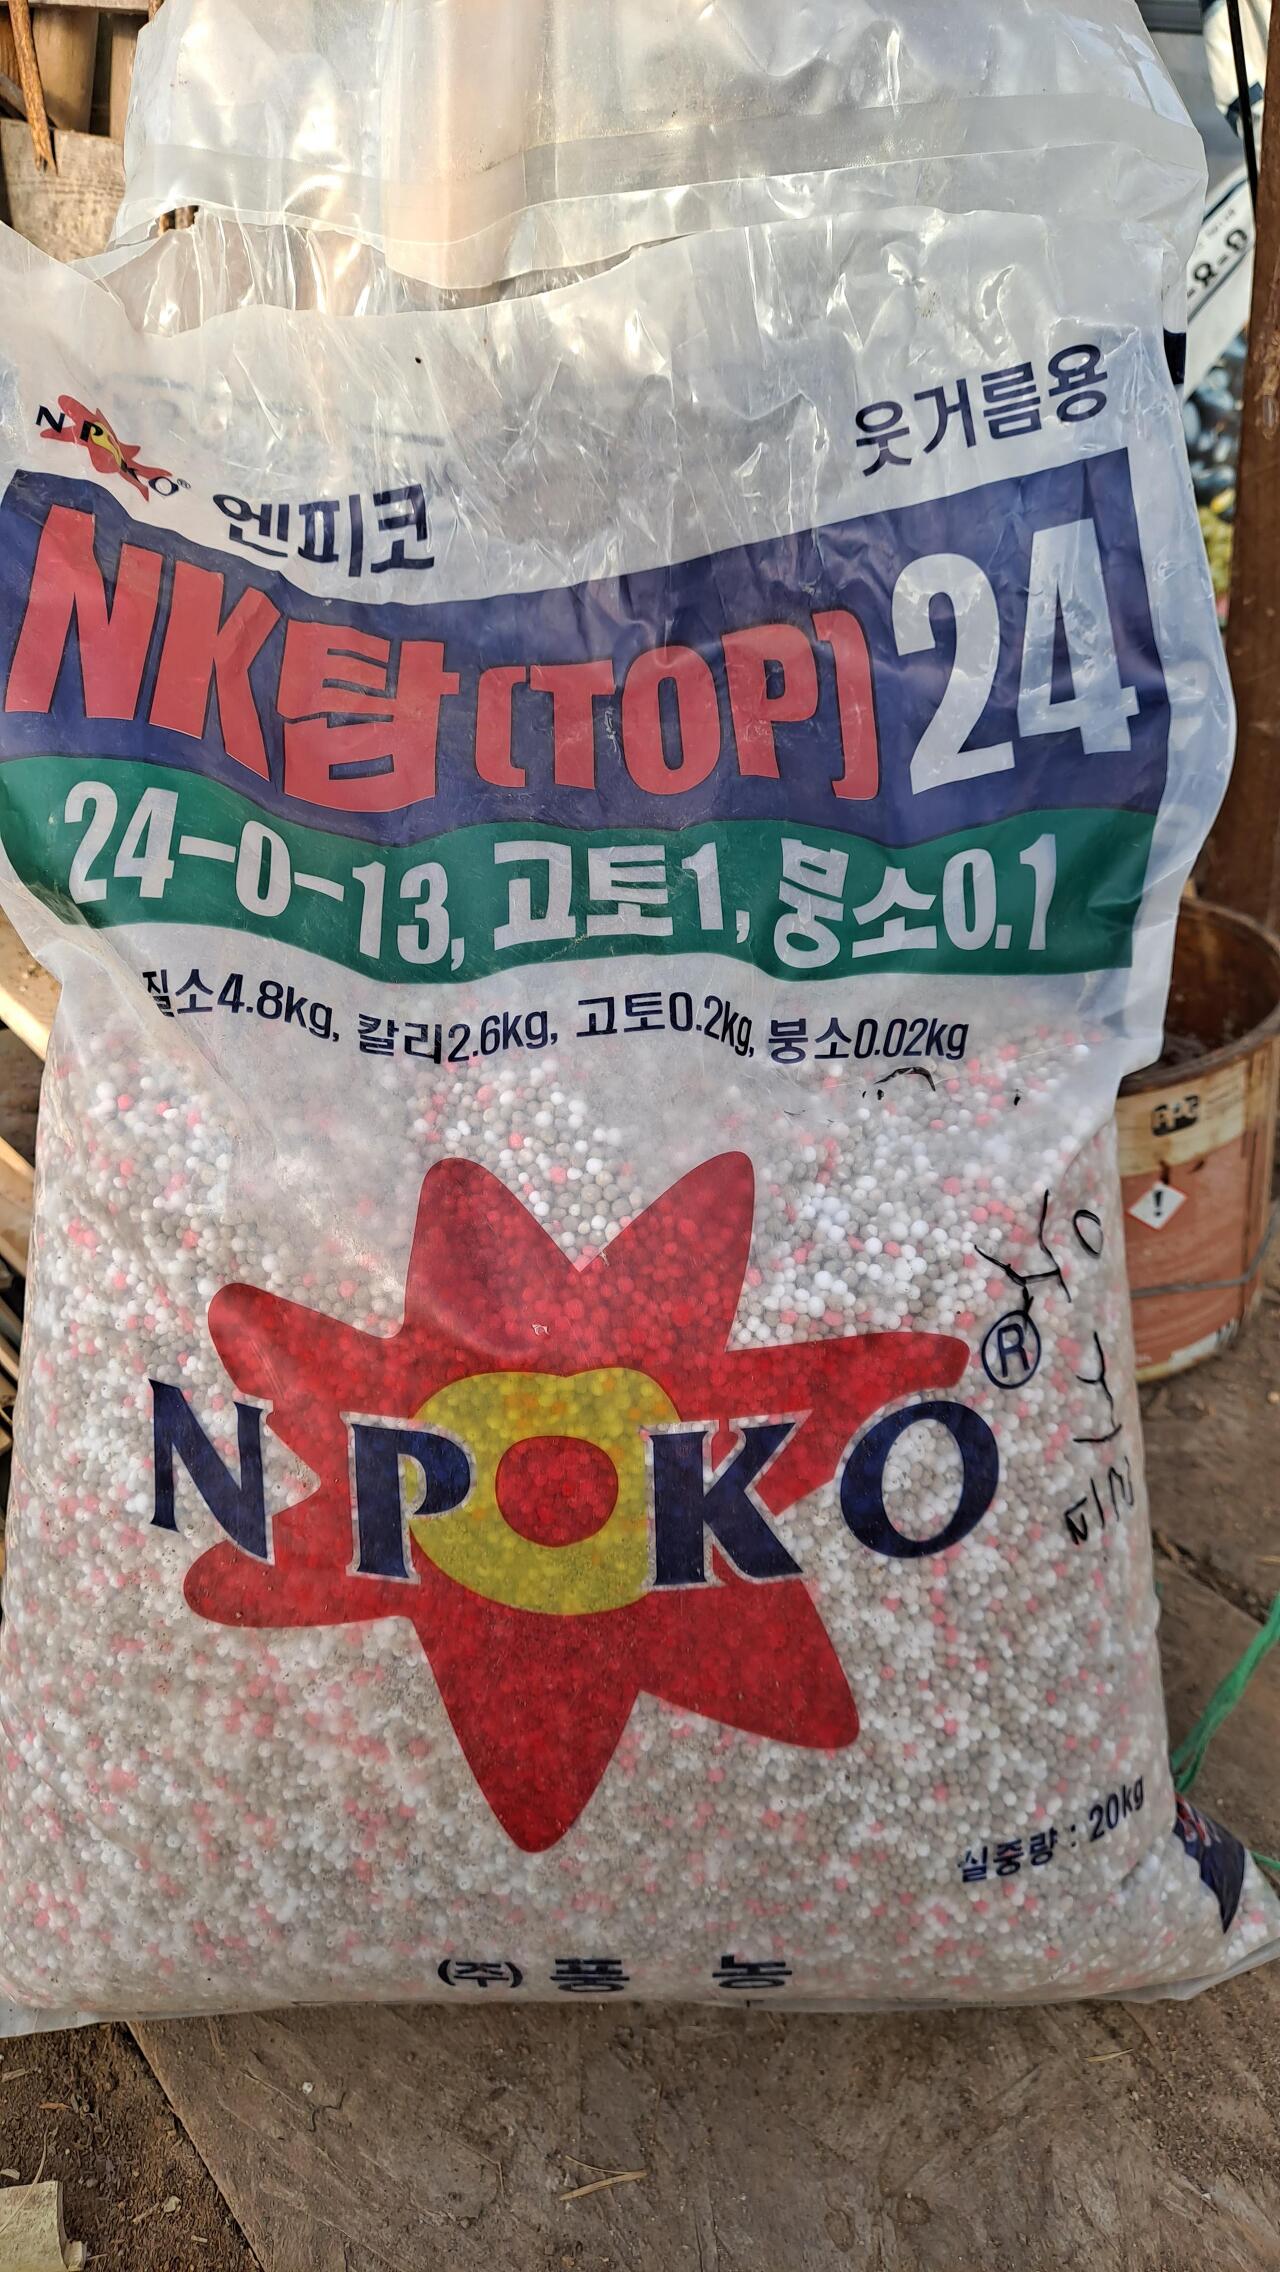 웃거름용
NPKO® 엔피코
NK탑(TOP) 24
24-0-13, 고토1, 붕소0.1
질소4.8kg, 칼리2.6kg, 고토0.2kg, 붕소0.02kg
NPKO®
실중량 : 20kg
(주) 풍 농